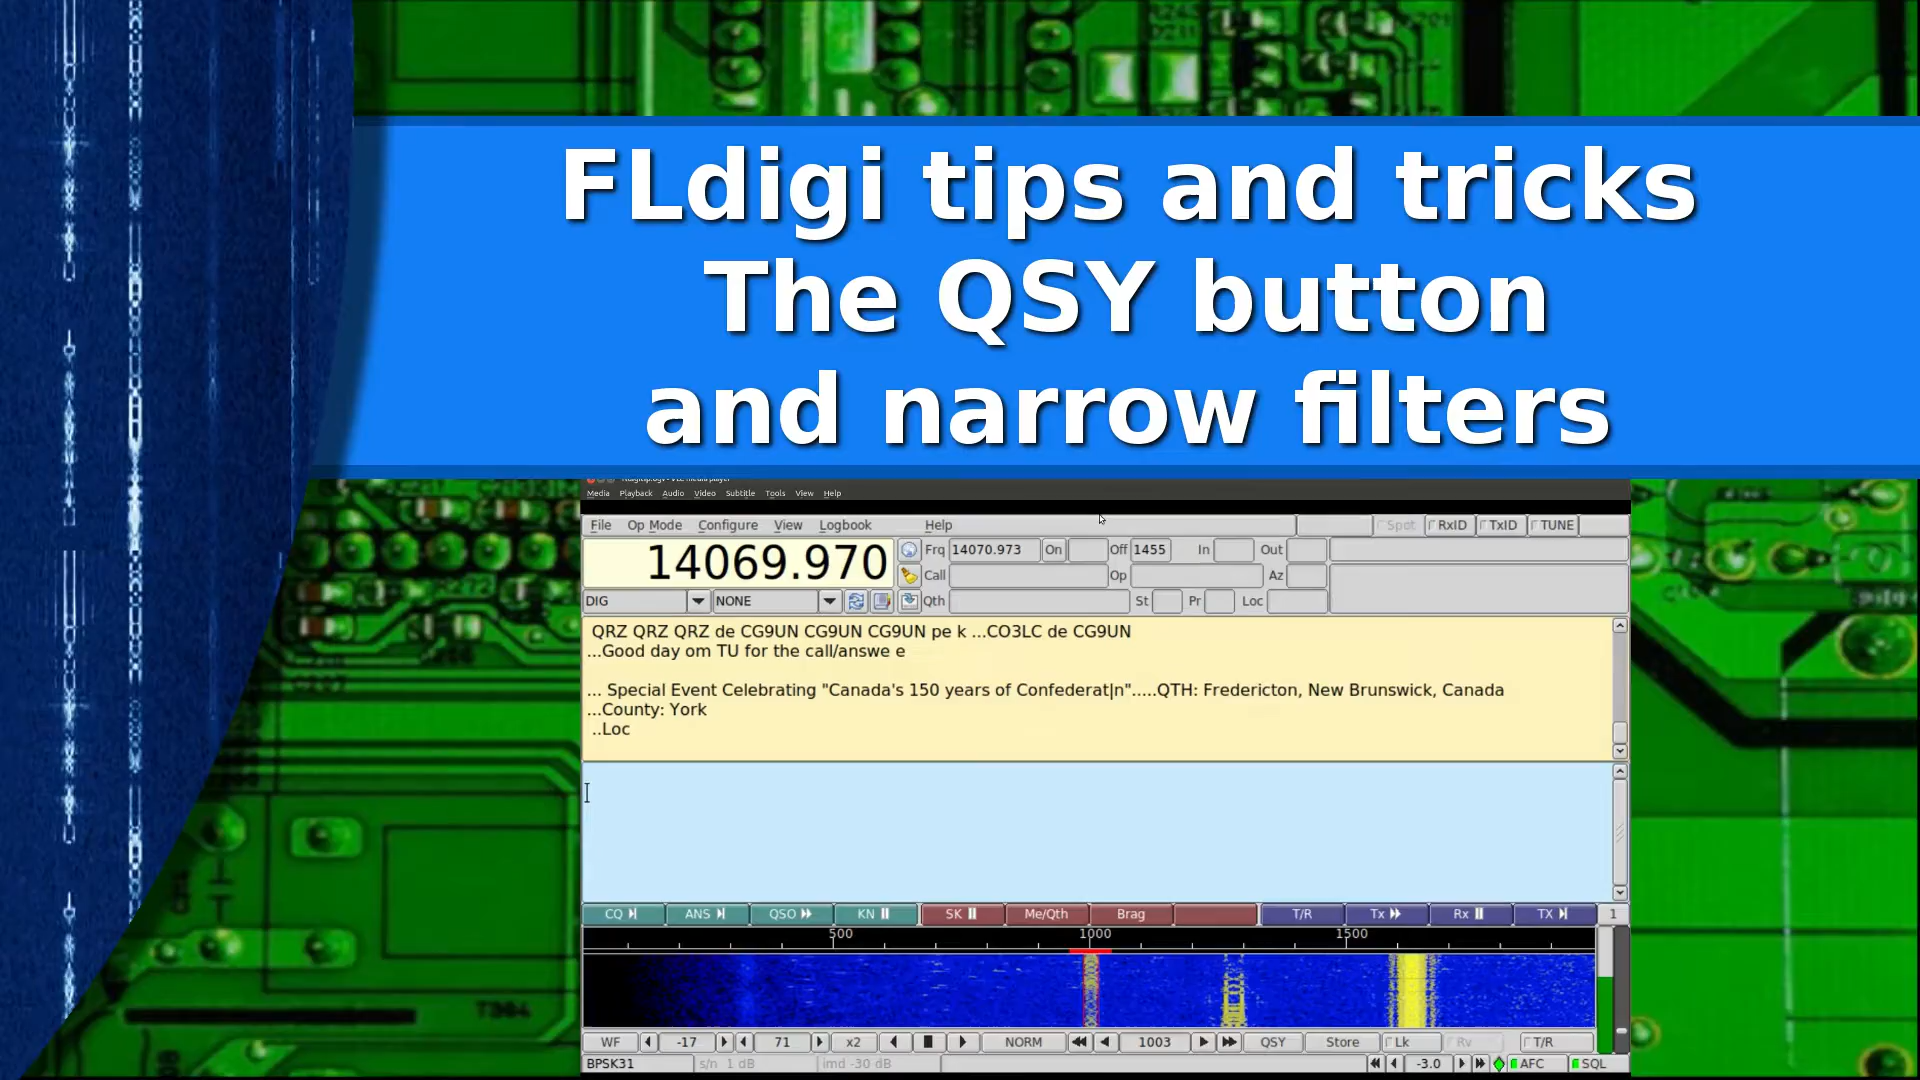 FLdigi tips and tricks
The QSY button
and narrow filters
Media Playback Audio Video Subtitle Tools View Help
File Op Mode Configure View Logbook Help Spot RxID TxID TUNE
14069.970
Frq 14070.973 On Off 1455 In Out
Call Op Az
DIG NONE Qth St Pr Loc
QRZ QRZ QRZ de CG9UN CG9UN CG9UN pe k ...CO3LC de CG9UN
...Good day om TU for the call/answe e
... Special Event Celebrating "Canada's 150 years of Confederat|n".....QTH: Fredericton, New Brunswick, Canada
...County: York
..Loc
CQ ANS QSO KN SK Me/Qth Brag T/R Tx Rx TX 1
500 1000 1500
WF -17 71 x2 NORM 1003 QSY Store Lk Rv T/R
BPSK31 s/n 1 dB imd -30 dB -3.0 AFC SQL